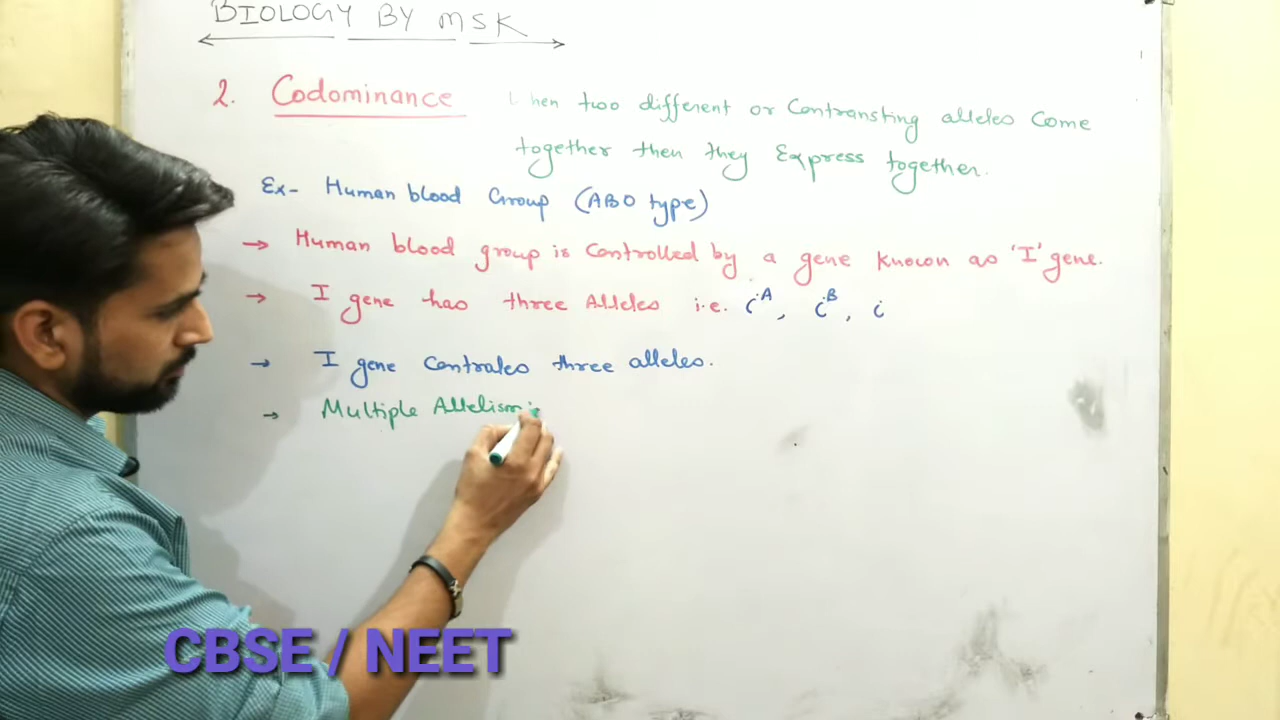 BIOLOGY BY MSK
2. Codominance hen two different or Contransting alleles Come
together then they Express together.
Ex- Human blood Group (ABO type)
→ Human blood group is Controlled by a gene known as 'I' gene.
→ I gene has three Alleles i.e. i^A, i^B, i
→ I gene Contrales three alleles.
→ Multiple Allelism
CBSE / NEET